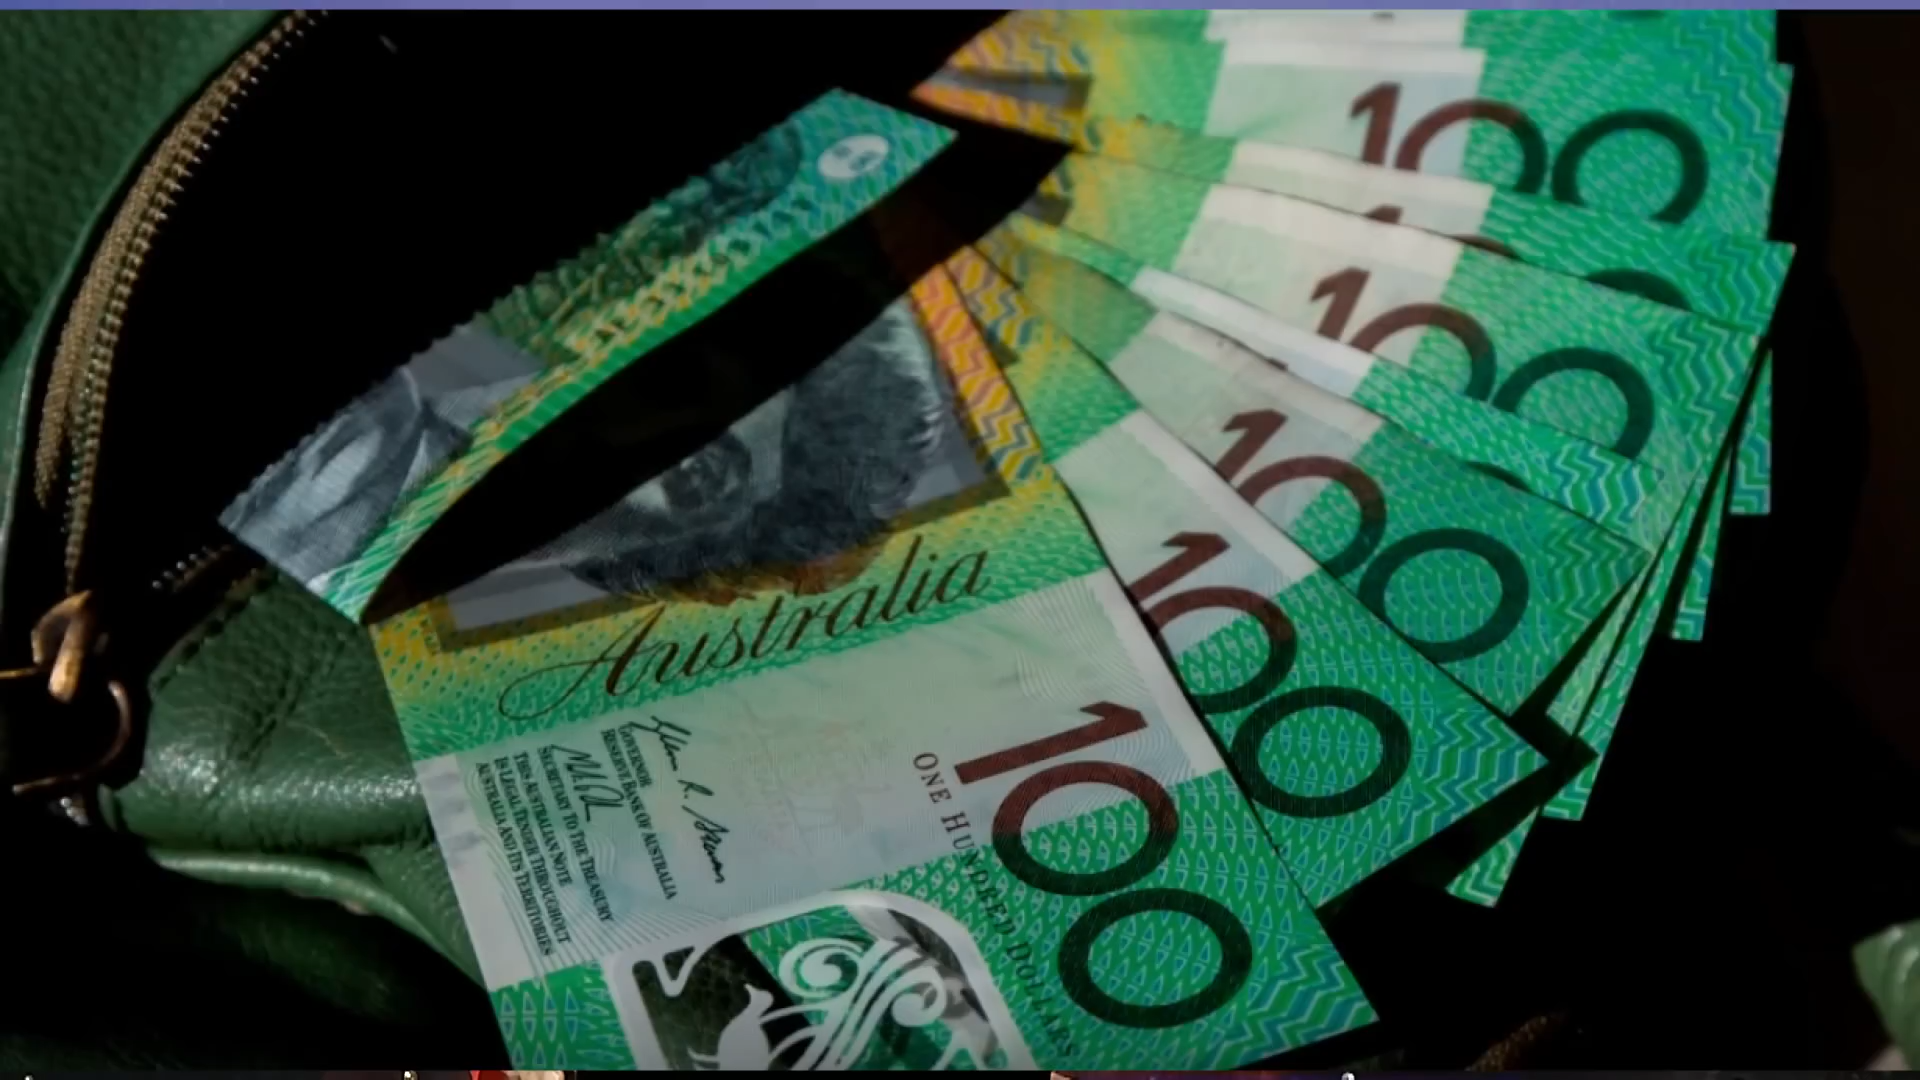 100
100
100
100
Australia
100
ONE HUNDRED DOLLARS
GOVERNOR
RESERVE BANK OF AUSTRALIA
SECRETARY TO THE TREASURY
THIS AUSTRALIAN NOTE
IS LEGAL TENDER THROUGHOUT
AUSTRALIA AND ITS TERRITORIES